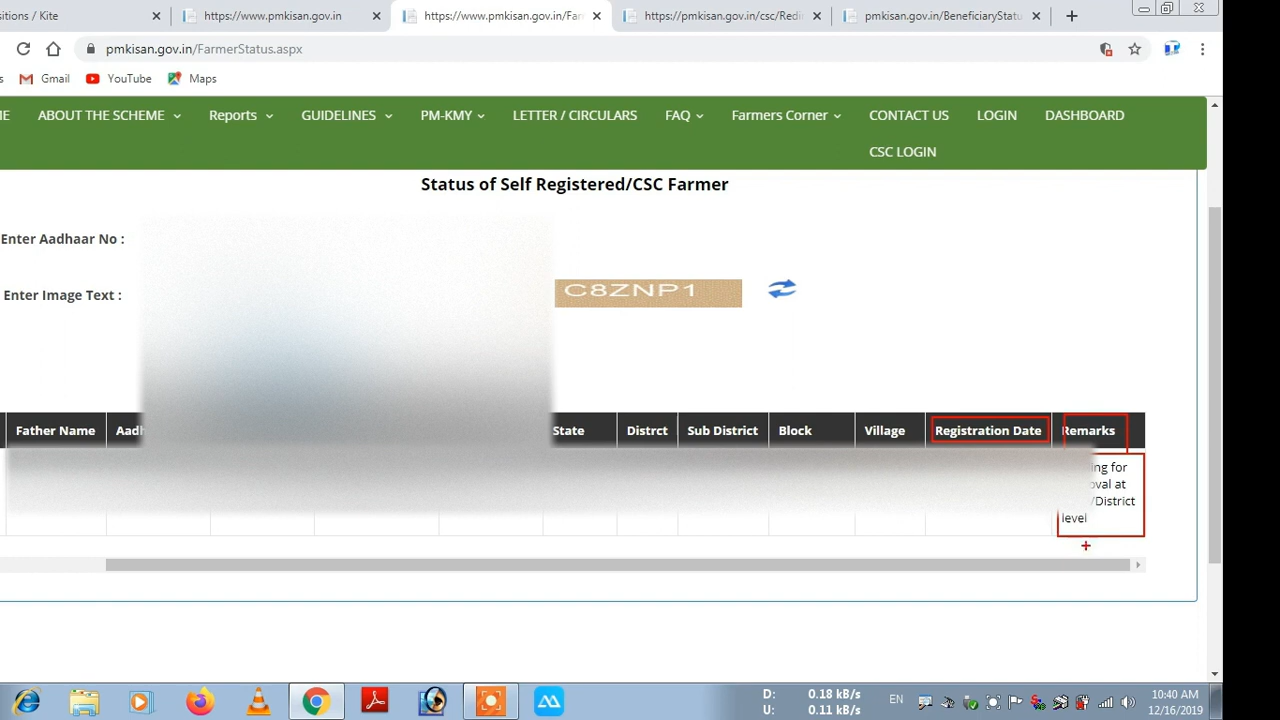 sitions / Kite
https://www.pmkisan.gov.in
https://www.pmkisan.gov.in/Far
https://pmkisan.gov.in/csc/Redi
pmkisan.gov.in/BeneficiaryStatu
pmkisan.gov.in/FarmerStatus.aspx
s Gmail YouTube Maps
ME ABOUT THE SCHEME Reports GUIDELINES PM-KMY LETTER / CIRCULARS FAQ Farmers Corner CONTACT US LOGIN DASHBOARD
CSC LOGIN
Status of Self Registered/CSC Farmer
Enter Aadhaar No :
Enter Image Text : C8ZNP1
Father Name Aadh State Distrct Sub District Block Village Registration Date Remarks
ing for
oval at
/District
level
D: 0.18 kB/s
U: 0.11 kB/s
EN
10:40 AM
12/16/2019